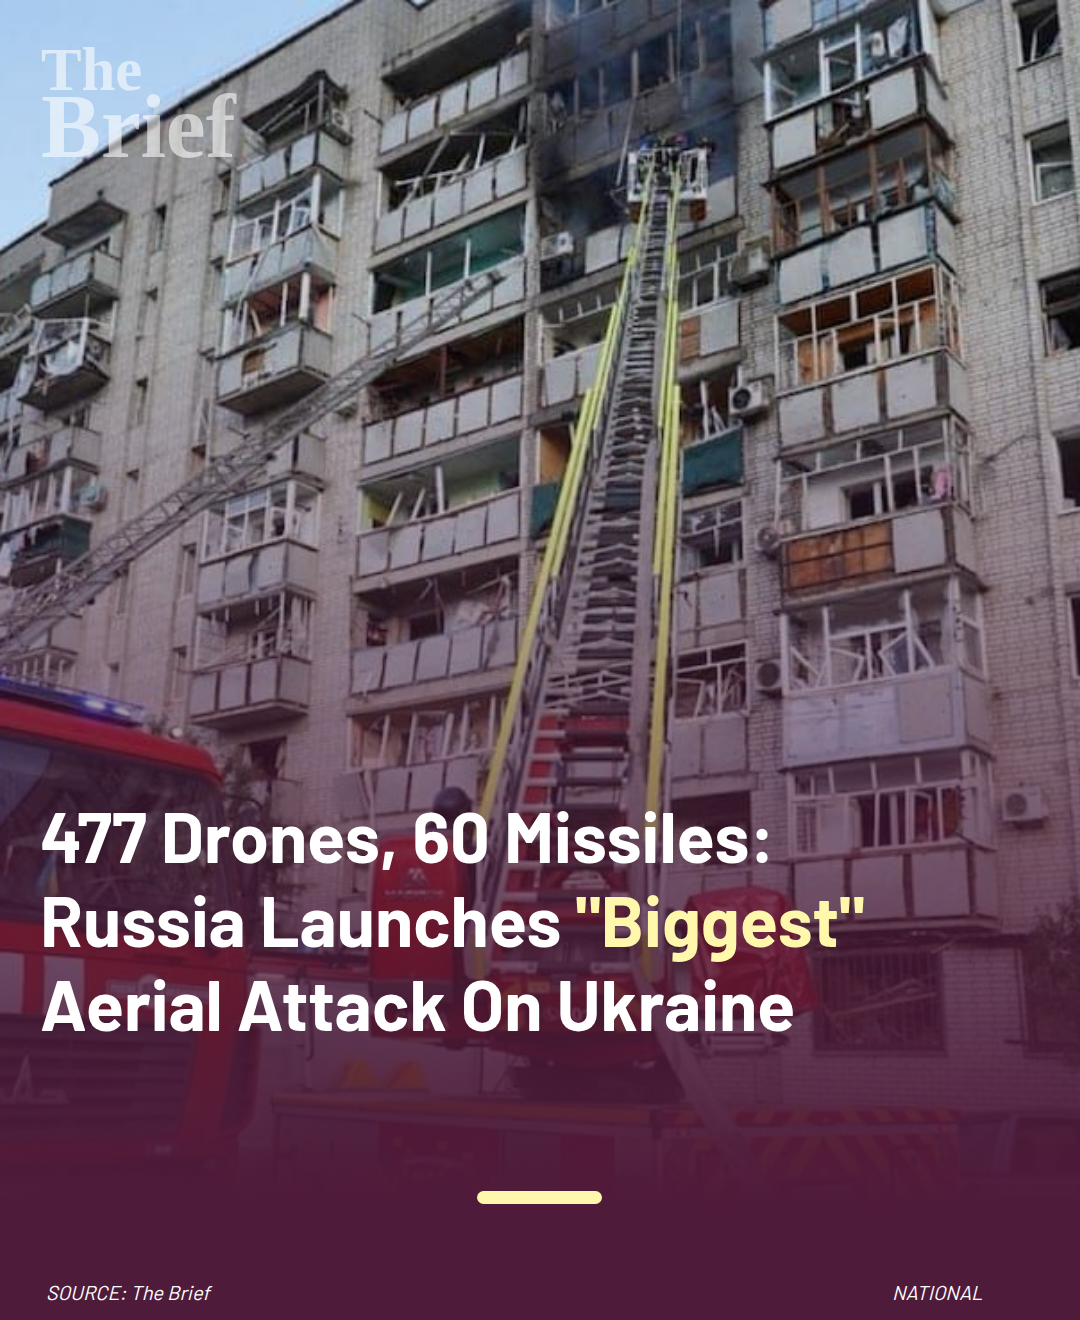 The
Brief
477 Drones, 60 Missiles:
Russia Launches "Biggest"
Aerial Attack On Ukraine
SOURCE: The Brief
NATIONAL